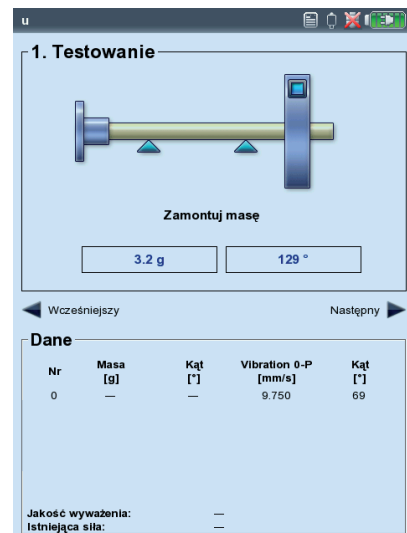 u
1. Testowanie
Zamontuj masę
3.2 g 129 °
Wcześniejszy Następny
Dane
Nr Masa [g] Kąt [°] Vibration 0-P [mm/s] Kąt [°]
0 — — 9.750 69
Jakość wyważenia: —
Istniejąca siła: —